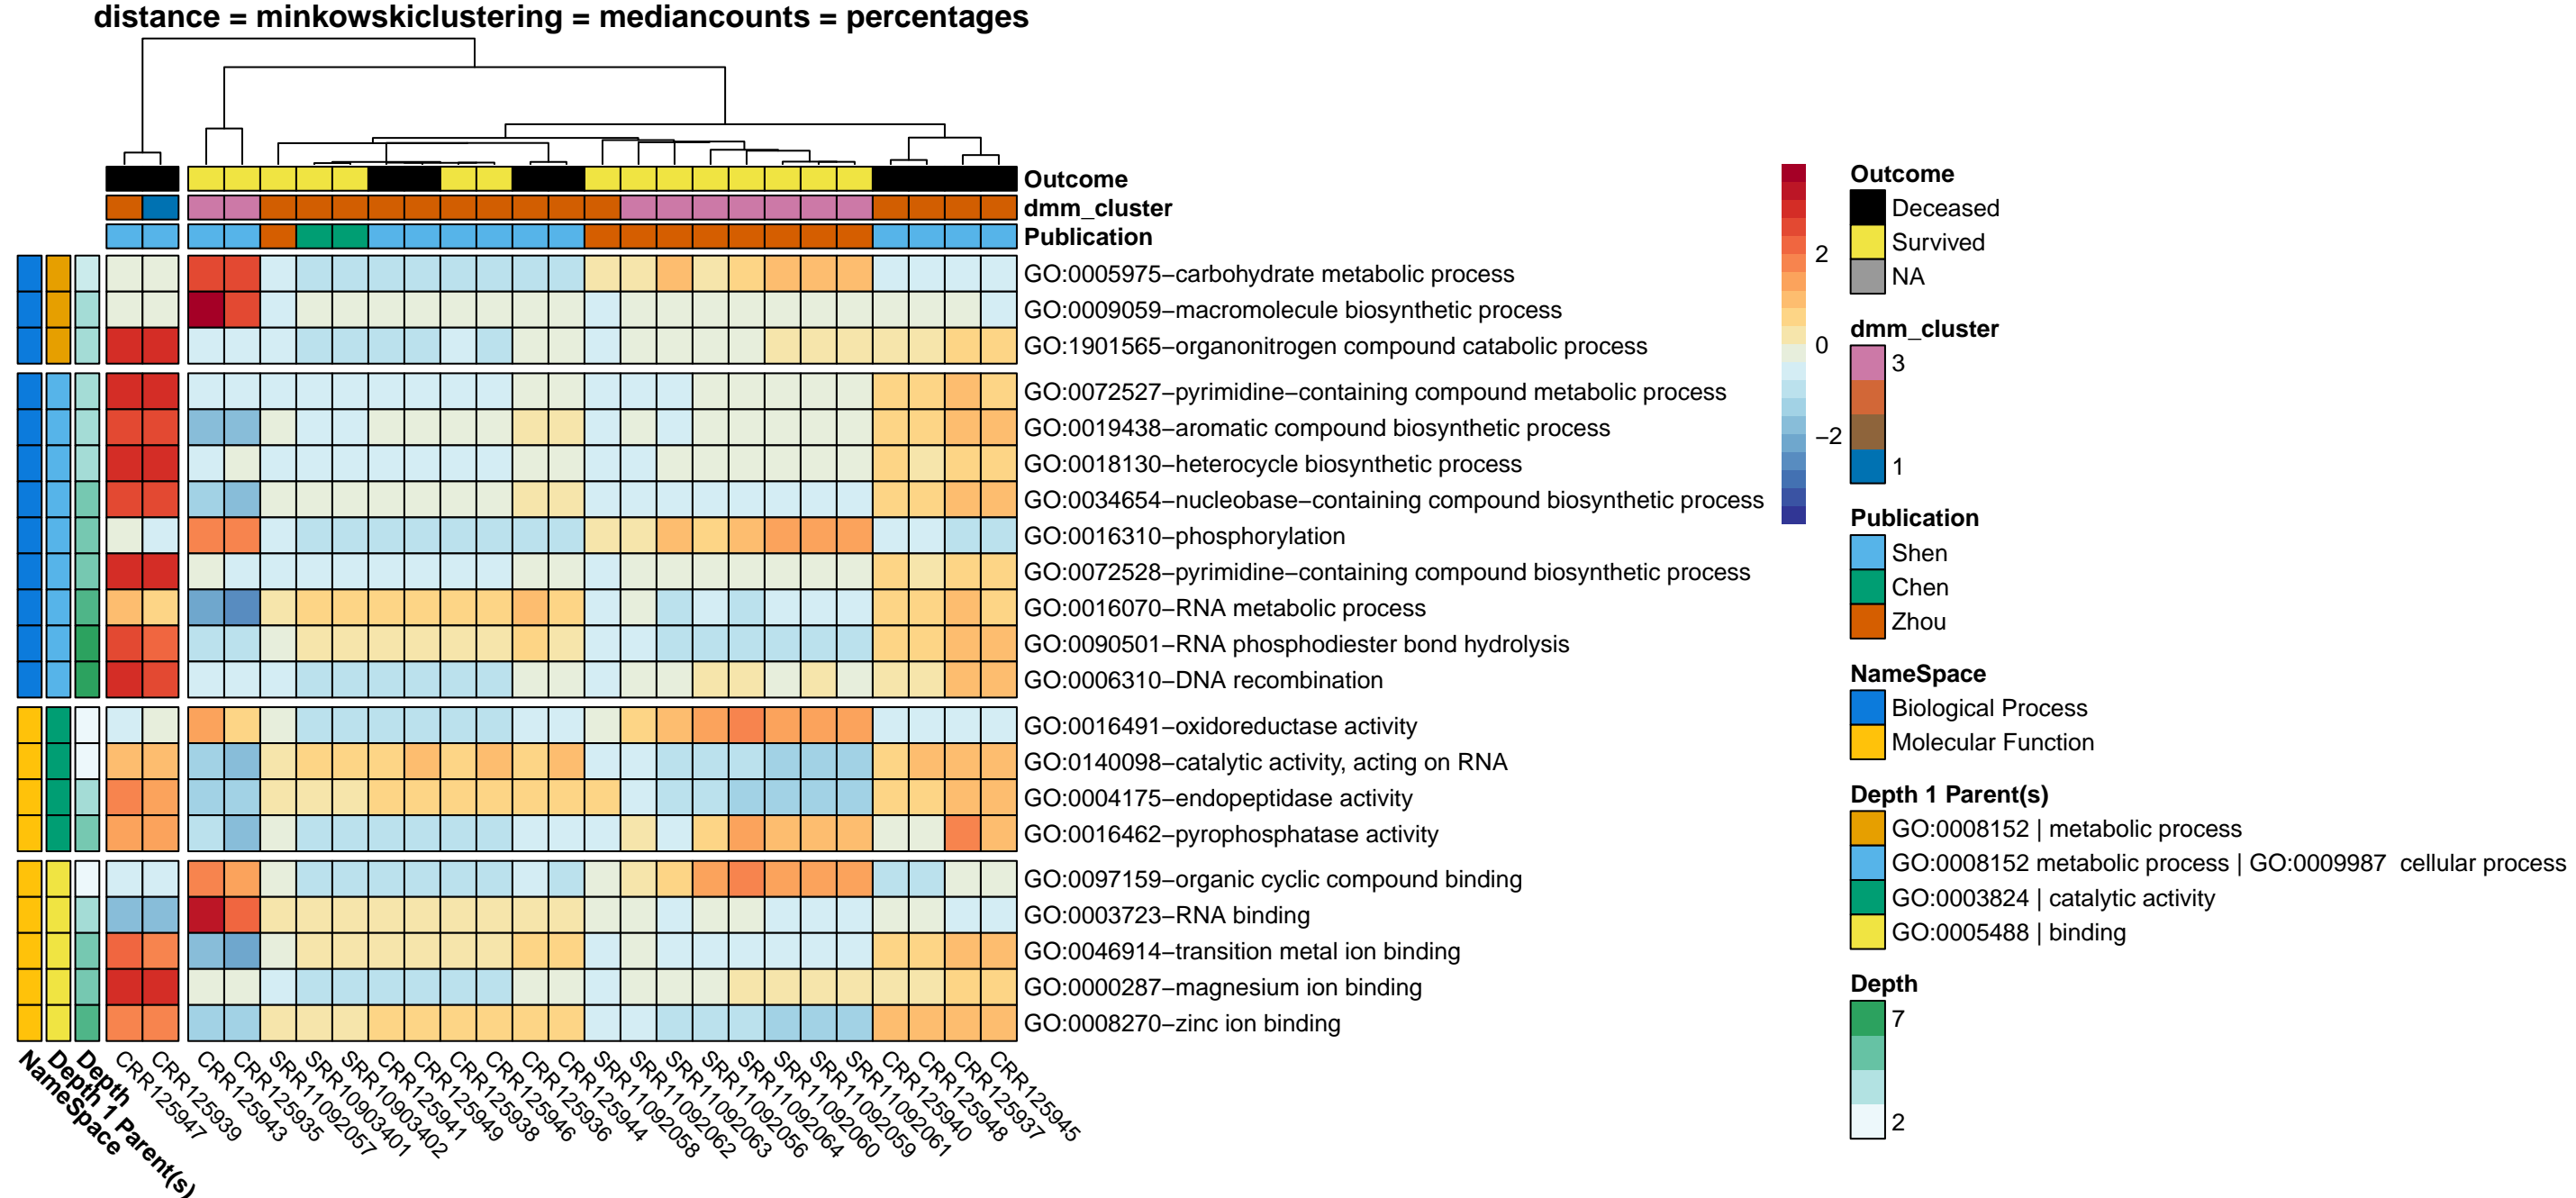 distance = minkowskiclustering = mediancounts = percentages
Outcome
dmm_cluster
Publication
GO:0005975−carbohydrate metabolic process
GO:0009059−macromolecule biosynthetic process
GO:1901565−organonitrogen compound catabolic process
GO:0072527−pyrimidine−containing compound metabolic process
GO:0019438−aromatic compound biosynthetic process
GO:0018130−heterocycle biosynthetic process
GO:0034654−nucleobase−containing compound biosynthetic process
GO:0016310−phosphorylation
GO:0072528−pyrimidine−containing compound biosynthetic process
GO:0016070−RNA metabolic process
GO:0090501−RNA phosphodiester bond hydrolysis
GO:0006310−DNA recombination
GO:0016491−oxidoreductase activity
GO:0140098−catalytic activity, acting on RNA
GO:0004175−endopeptidase activity
GO:0016462−pyrophosphatase activity
GO:0097159−organic cyclic compound binding
GO:0003723−RNA binding
GO:0046914−transition metal ion binding
GO:0000287−magnesium ion binding
GO:0008270−zinc ion binding
NameSpace
Depth 1 Parent(s)
Depth
CRR125947
CRR125939
CRR125943
CRR125935
SRR11092057
SRR10903401
SRR10903402
CRR125941
CRR125949
CRR125938
CRR125946
CRR125936
CRR125944
SRR11092058
SRR11092062
SRR11092063
SRR11092056
SRR11092064
SRR11092060
SRR11092059
SRR11092061
CRR125940
CRR125948
CRR125937
CRR125945
2
0
−2
Outcome
Deceased
Survived
NA
dmm_cluster
3
1
Publication
Shen
Chen
Zhou
NameSpace
Biological Process
Molecular Function
Depth 1 Parent(s)
GO:0008152 | metabolic process
GO:0008152 metabolic process | GO:0009987  cellular process
GO:0003824 | catalytic activity
GO:0005488 | binding
Depth
7
2